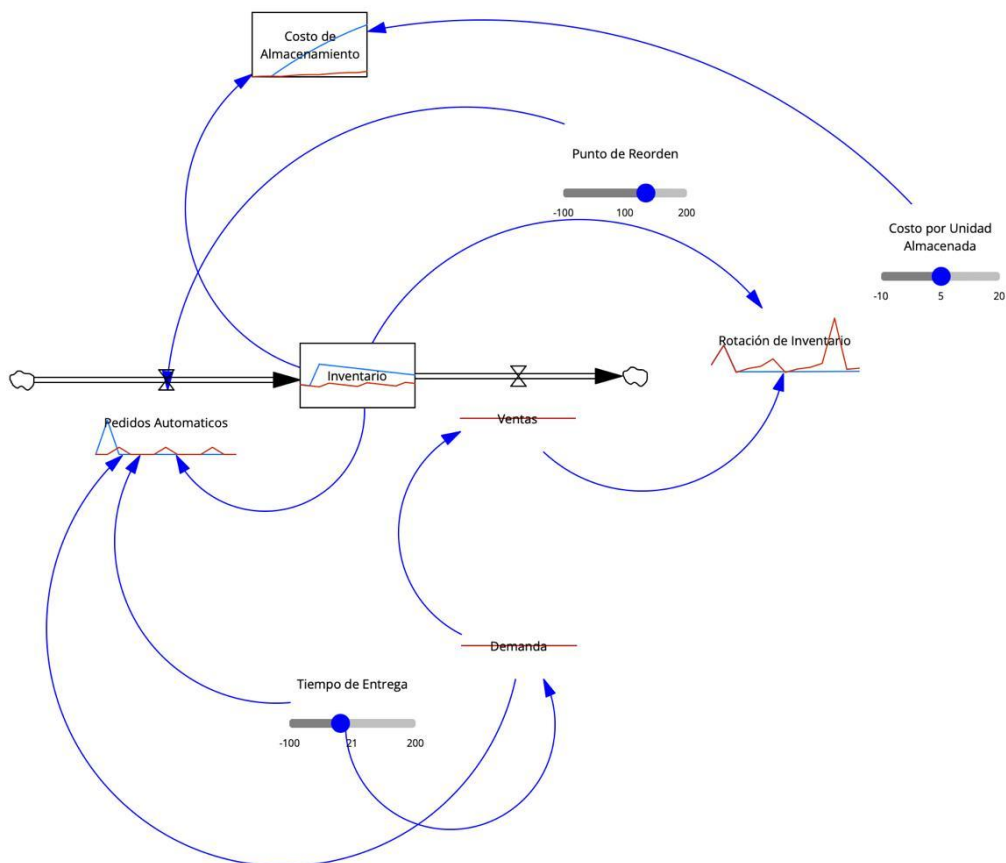 Costo de
Almacenamiento
Punto de Reorden
-100 100 200
Costo por Unidad
Almacenada
-10 5 20
Rotación de Inventario
Inventario
Pedidos Automaticos
Ventas
Demanda
Tiempo de Entrega
-100 21 200